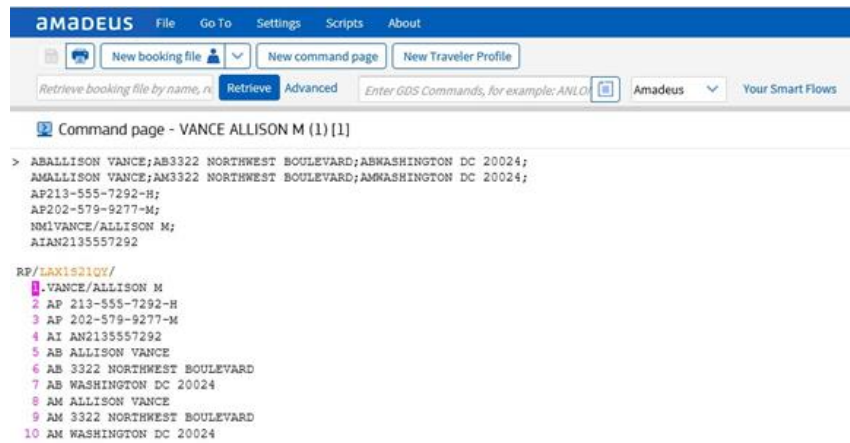 aMaDEUS File Go To Settings Scripts About
New booking file New command page New Traveler Profile
Retrieve booking file by name, Retrieve Advanced Enter GDS Commands, for example: Amadeus Your Smart Flows
Command page - VANCE ALLISON M (1) [1]
> ABALLISON VANCE;AB3322 NORTHWEST BOULEVARD;ABWASHINGTON DC 20024;
AMALLISON VANCE;AM3322 NORTHWEST BOULEVARD;AMWASHINGTON DC 20024;
AP213-555-7292-H;
AP202-579-9277-M;
NM1VANCE/ALLISON M;
AIAN2135557292
RP/LAX1S21QY/
1.VANCE/ALLISON M
2 AP 213-555-7292-H
3 AP 202-579-9277-M
4 AI AN2135557292
5 AB ALLISON VANCE
6 AB 3322 NORTHWEST BOULEVARD
7 AB WASHINGTON DC 20024
8 AM ALLISON VANCE
9 AM 3322 NORTHWEST BOULEVARD
10 AM WASHINGTON DC 20024